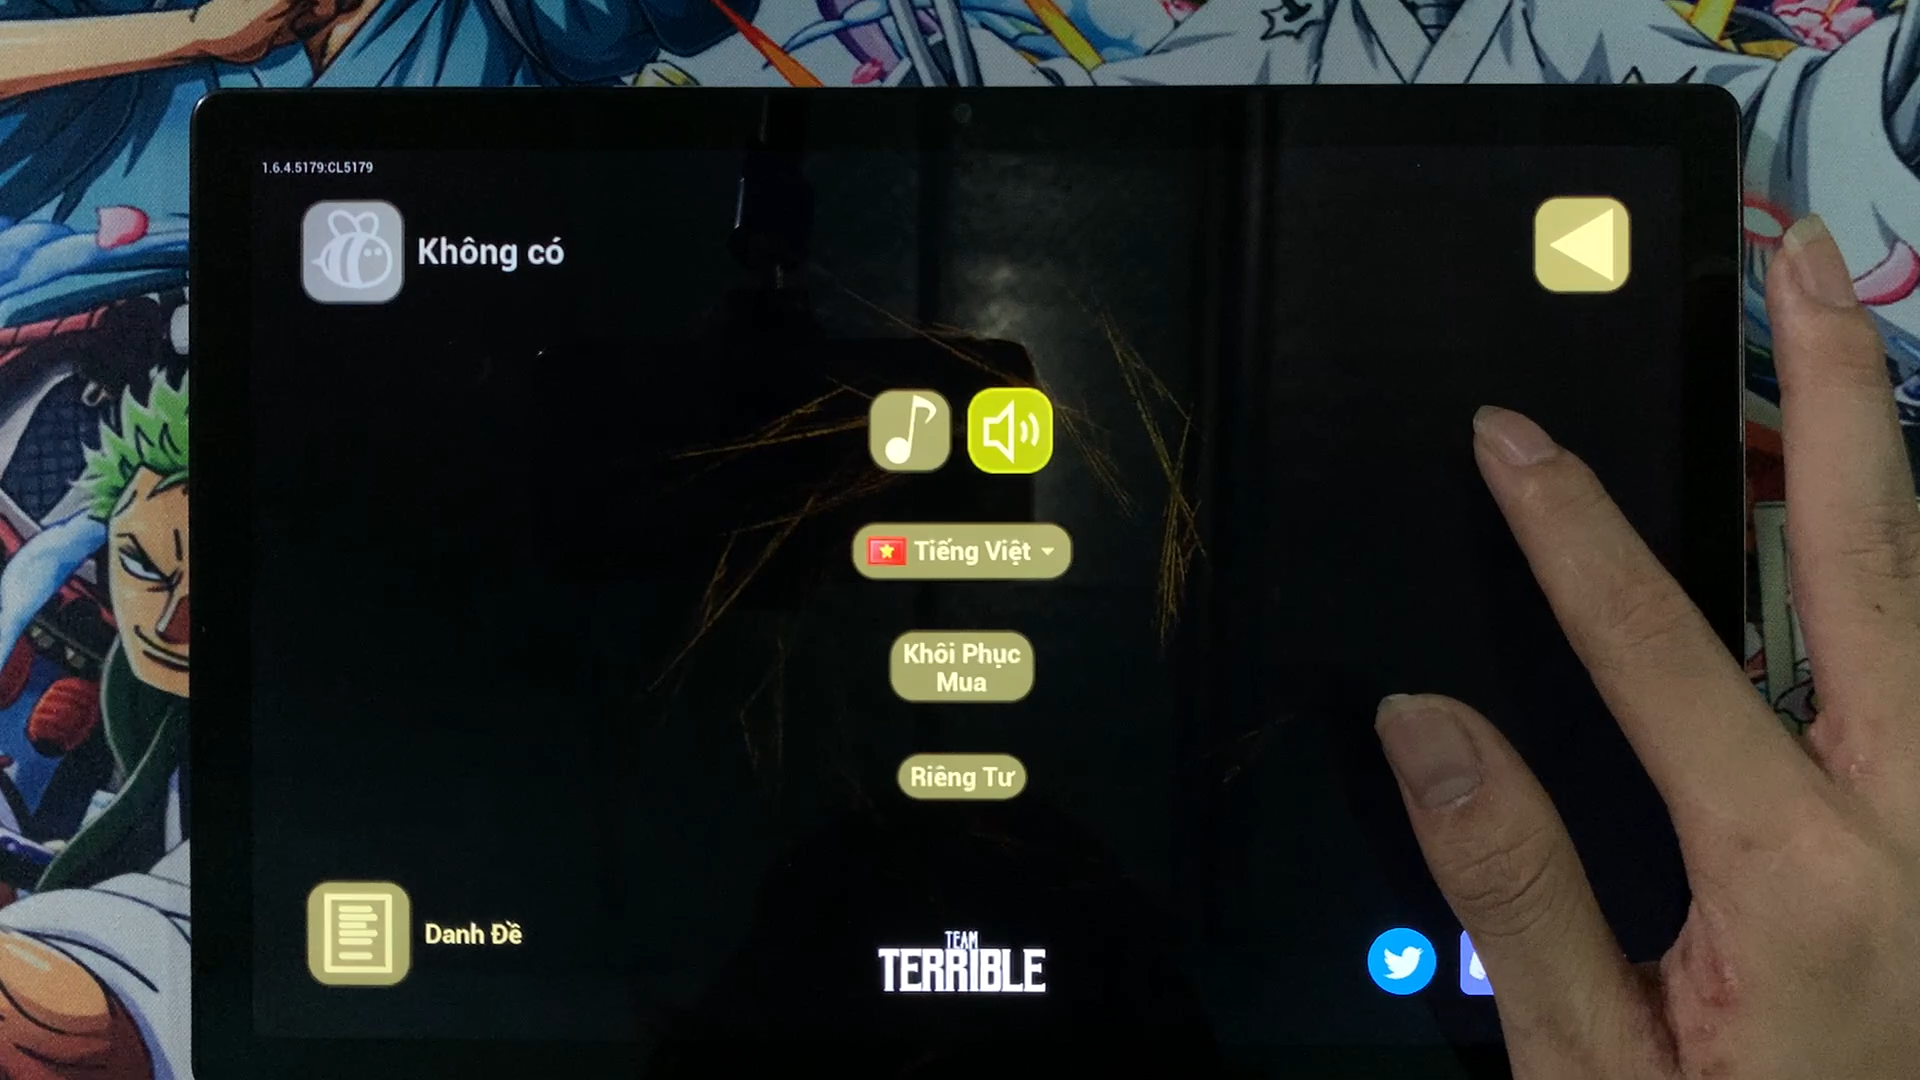 1.6.4.5179:CL5179
Không có
Tiếng Việt
Khôi Phục
Mua
Riêng Tư
Danh Đề
TEAM
TERRIBLE